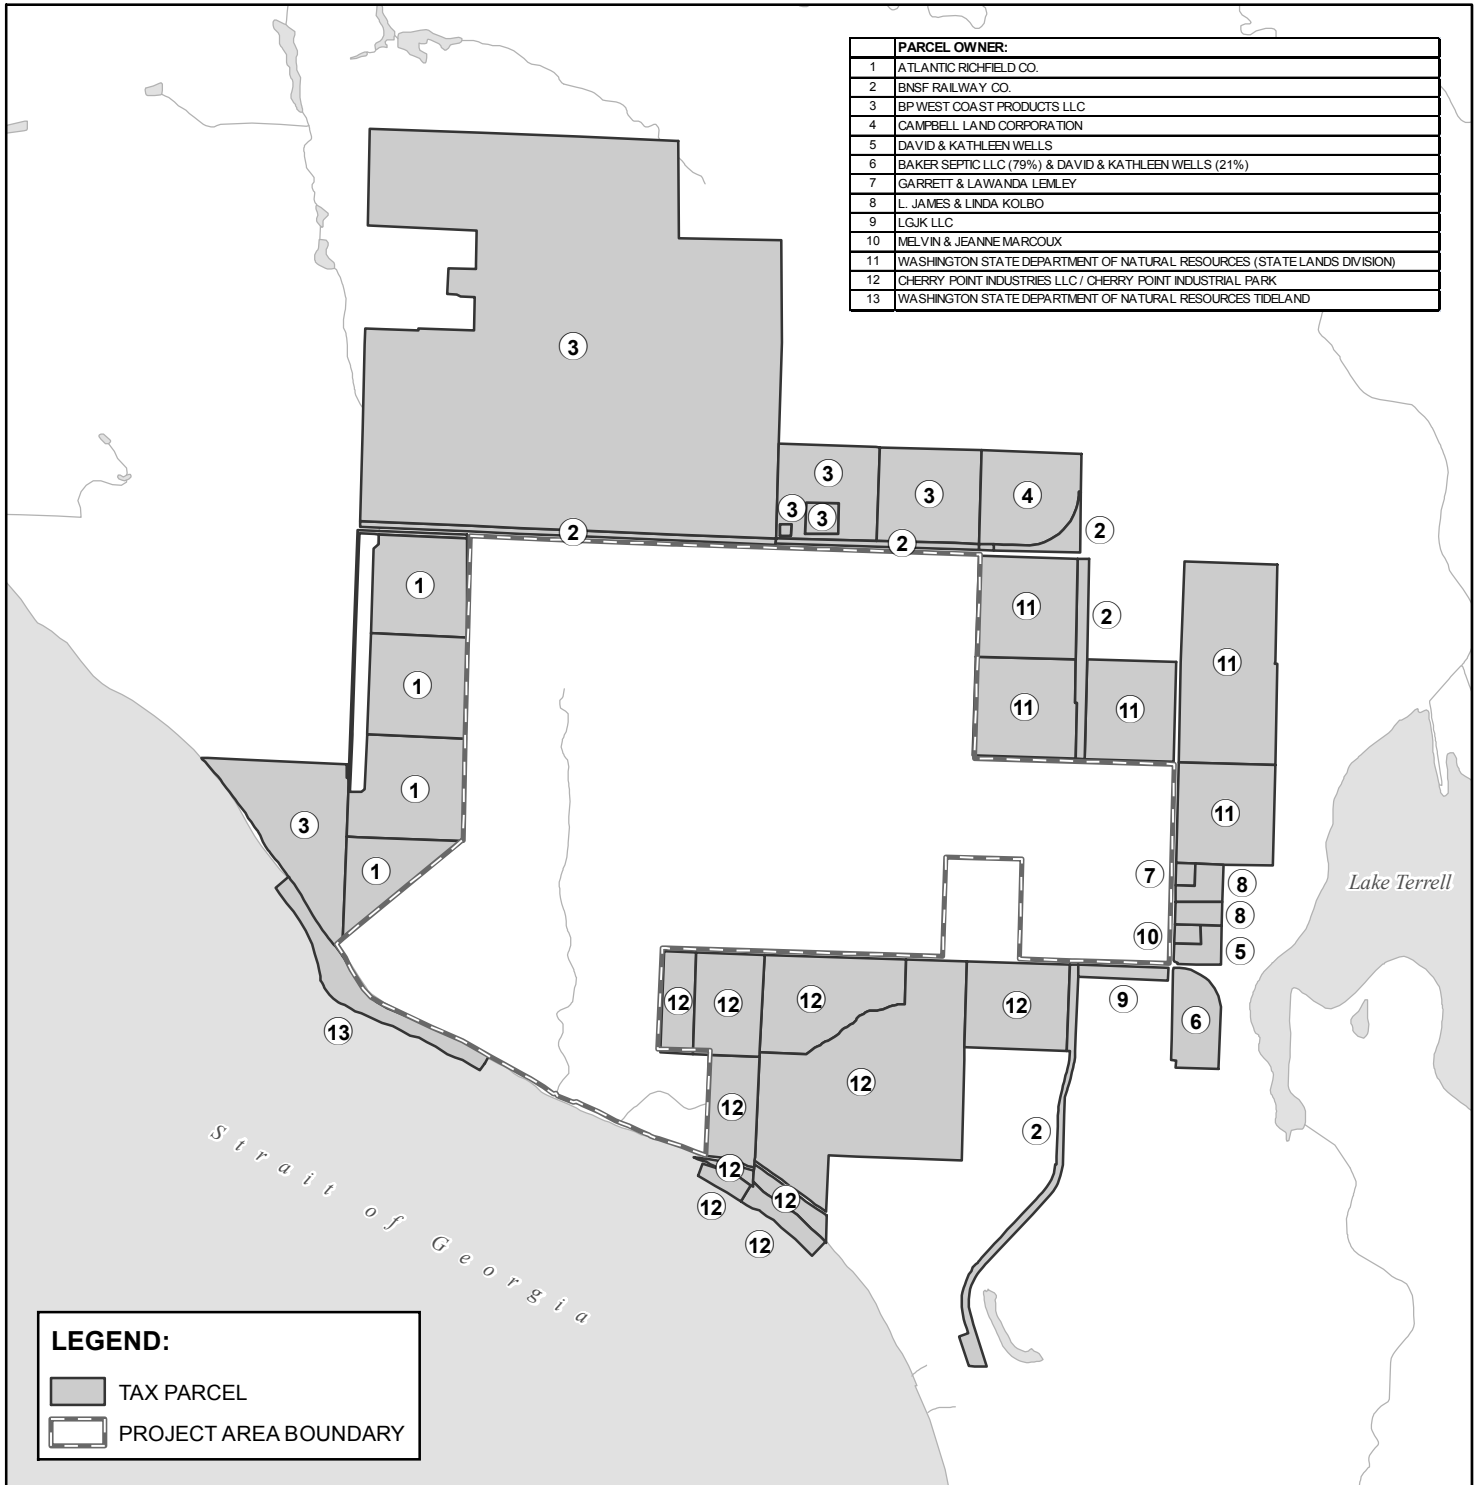 PARCEL OWNER:
1 ATLANTIC RICHFIELD CO.
2 BNSF RAILWAY CO.
3 BP WEST COAST PRODUCTS LLC
4 CAMPBELL LAND CORPORATION
5 DAVID & KATHLEEN WELLS
6 BAKER SEPTIC LLC (79%) & DAVID & KATHLEEN WELLS (21%)
7 GARRETT & LAWANDA LEMLEY
8 L. JAMES & LINDA KOLBO
9 LGJK LLC
10 MELVIN & JEANNE MARCOUX
11 WASHINGTON STATE DEPARTMENT OF NATURAL RESOURCES (STATE LANDS DIVISION)
12 CHERRY POINT INDUSTRIES LLC / CHERRY POINT INDUSTRIAL PARK
13 WASHINGTON STATE DEPARTMENT OF NATURAL RESOURCES TIDELAND
3
3
3
4
3
3
2
2
2
1
11
2
11
1
11
11
1
3
11
1
7
8
Lake Terrell
8
10
5
12
12
12
12
9
6
13
12
12
2
12
12
12
12
Strait of Georgia
LEGEND:
TAX PARCEL
PROJECT AREA BOUNDARY